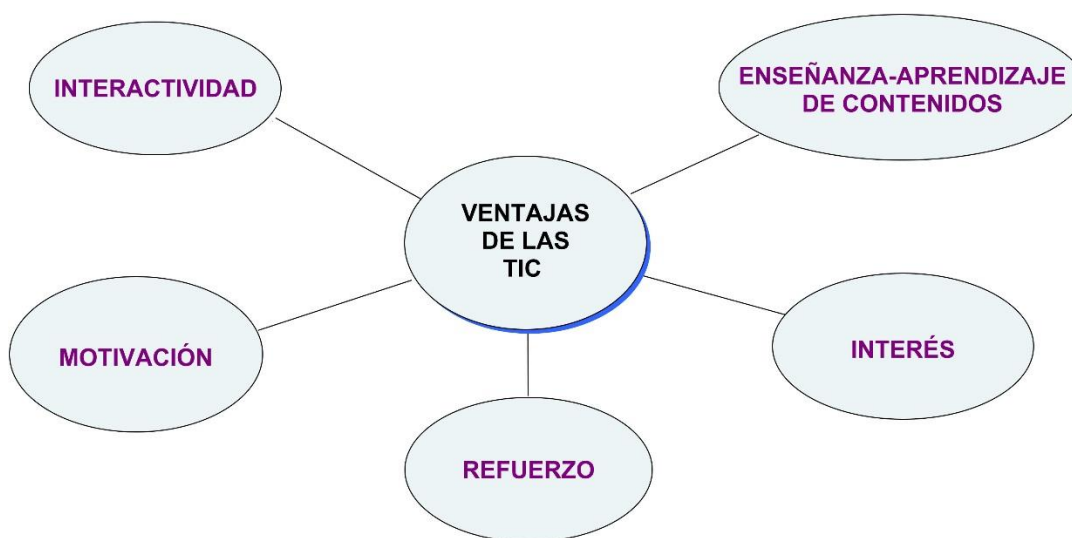 INTERACTIVIDAD
ENSEÑANZA-APRENDIZAJE
DE CONTENIDOS
VENTAJAS
DE LAS
TIC
MOTIVACIÓN
INTERÉS
REFUERZO